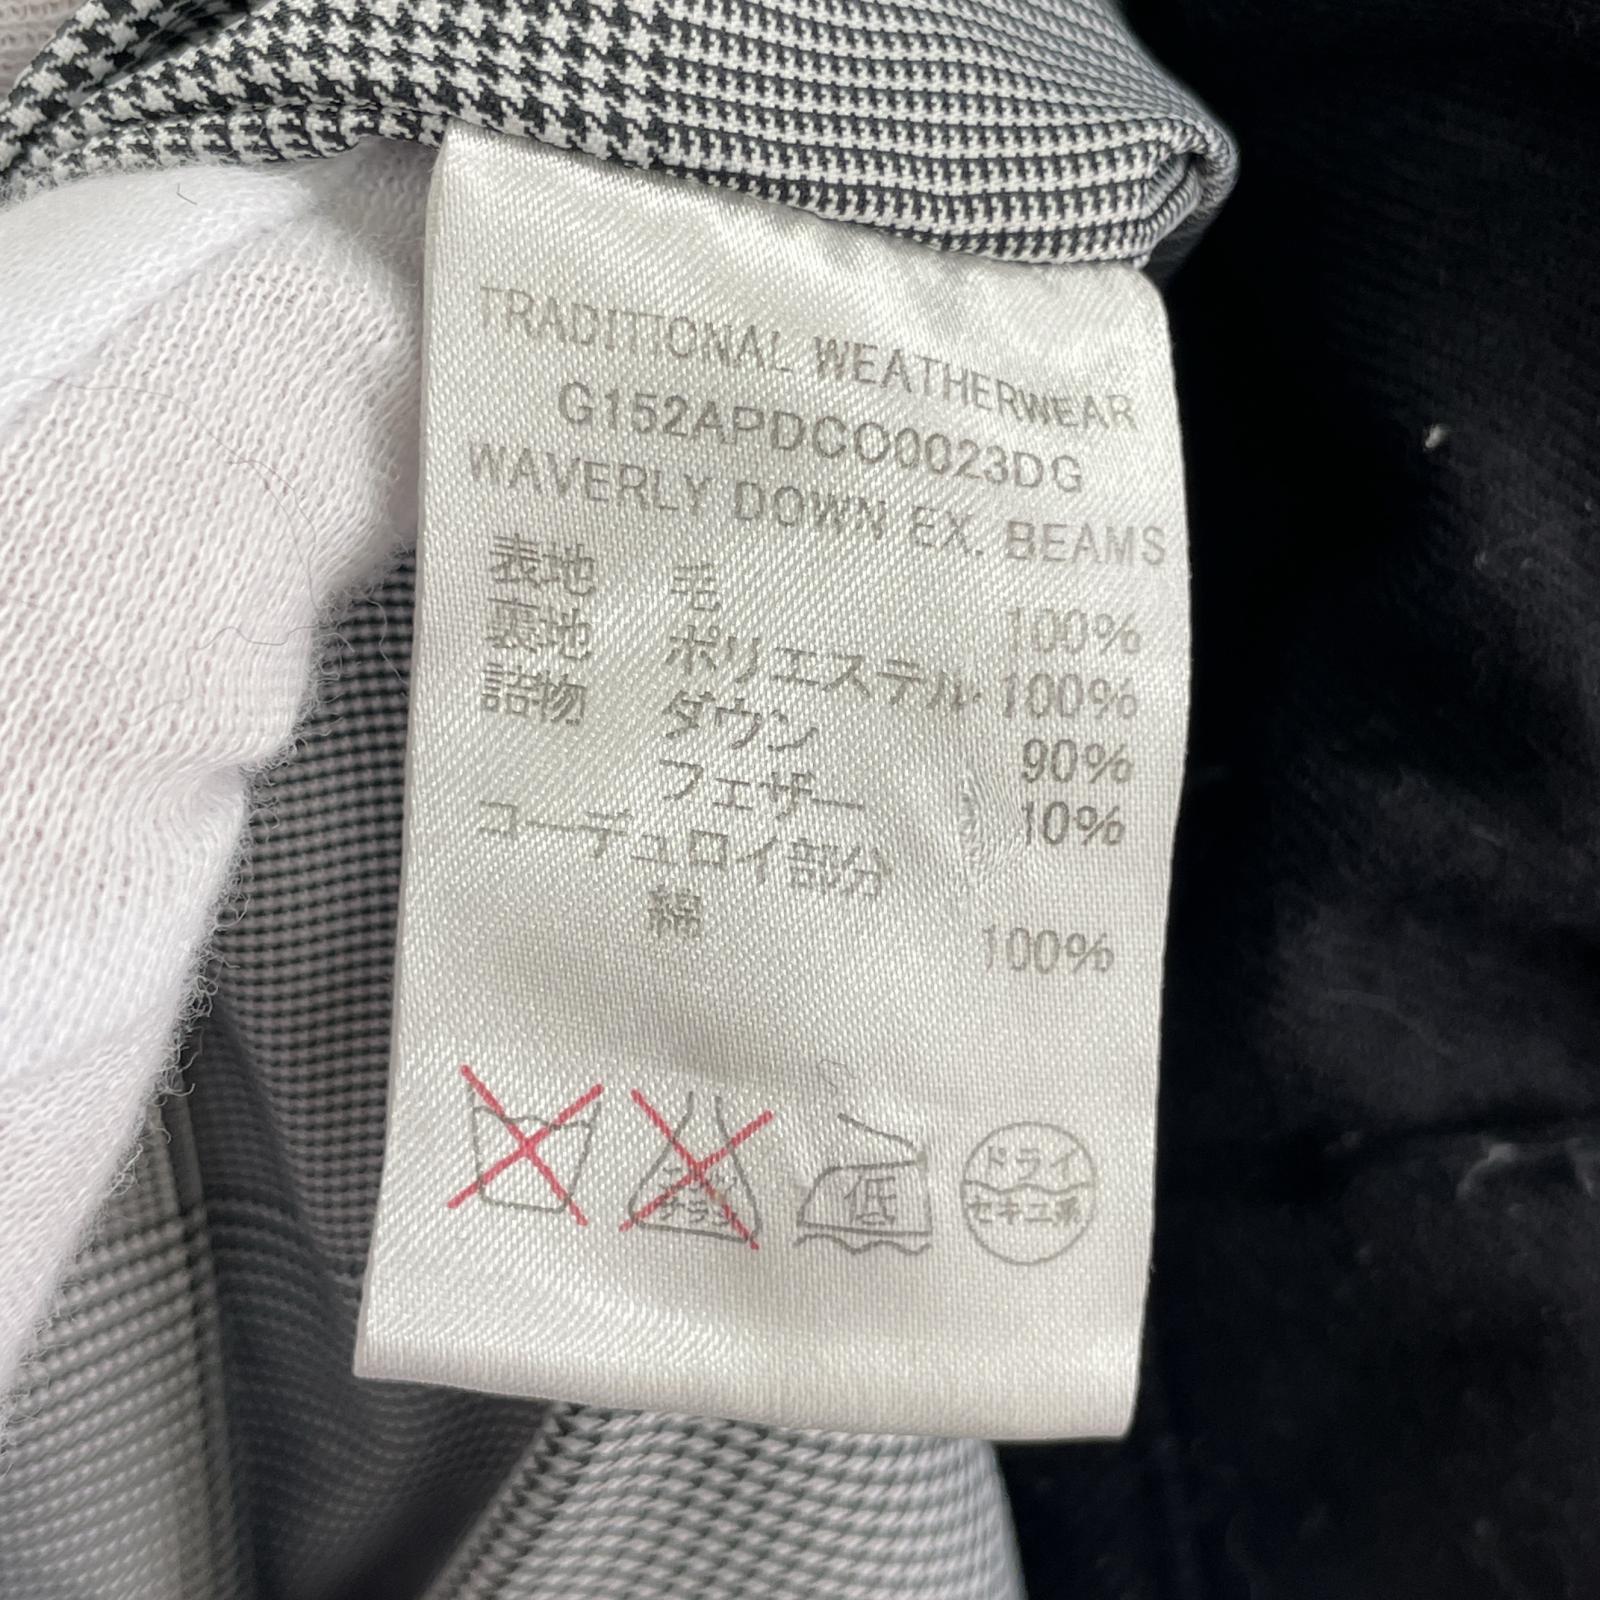 TRADITIONAL WEATHERWEAR
G152APDCO0023DG
WAVERLY DOWN EX. BEAMS
表地 毛 100%
裏地 ポリエステル 100%
詰物 ダウン 90%
フェザー 10%
コーデュロイ部分
綿 100%
低
ドライ
セキユ系